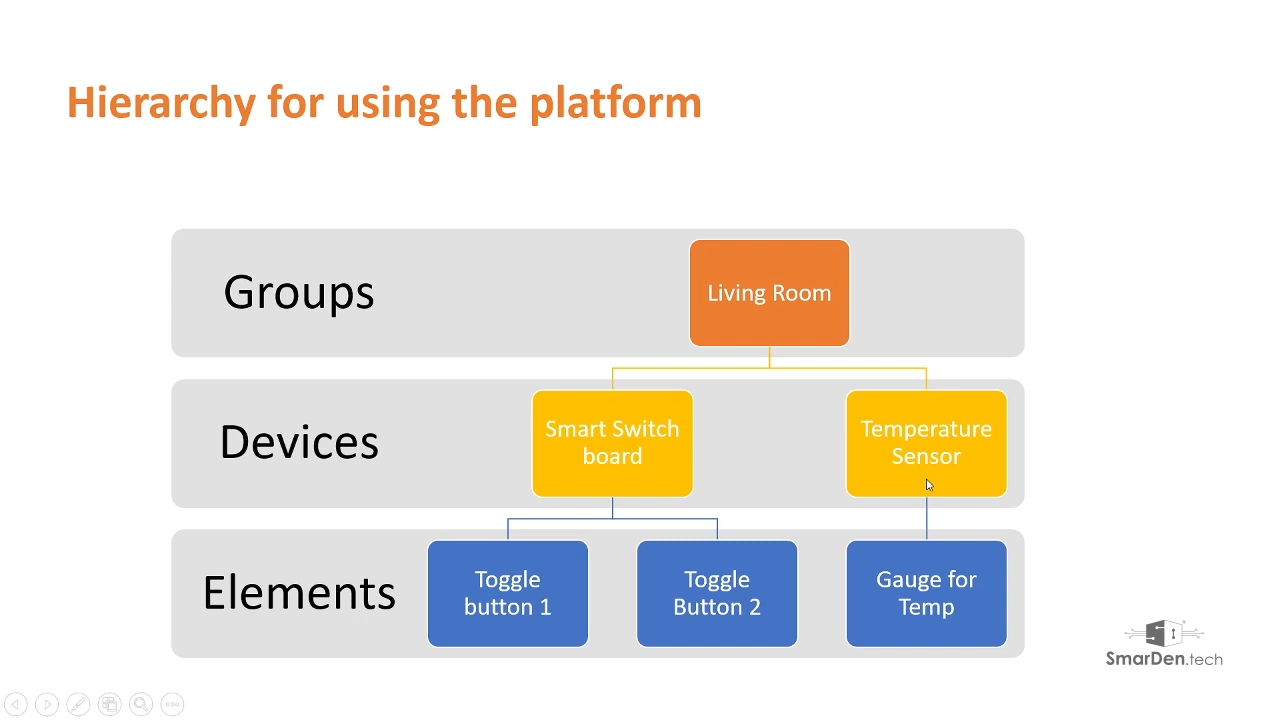 Hierarchy for using the platform
Groups
Living Room
Devices
Smart Switch
board
Temperature
Sensor
Elements
Toggle
button 1
Toggle
Button 2
Gauge for
Temp
SmarDen.tech